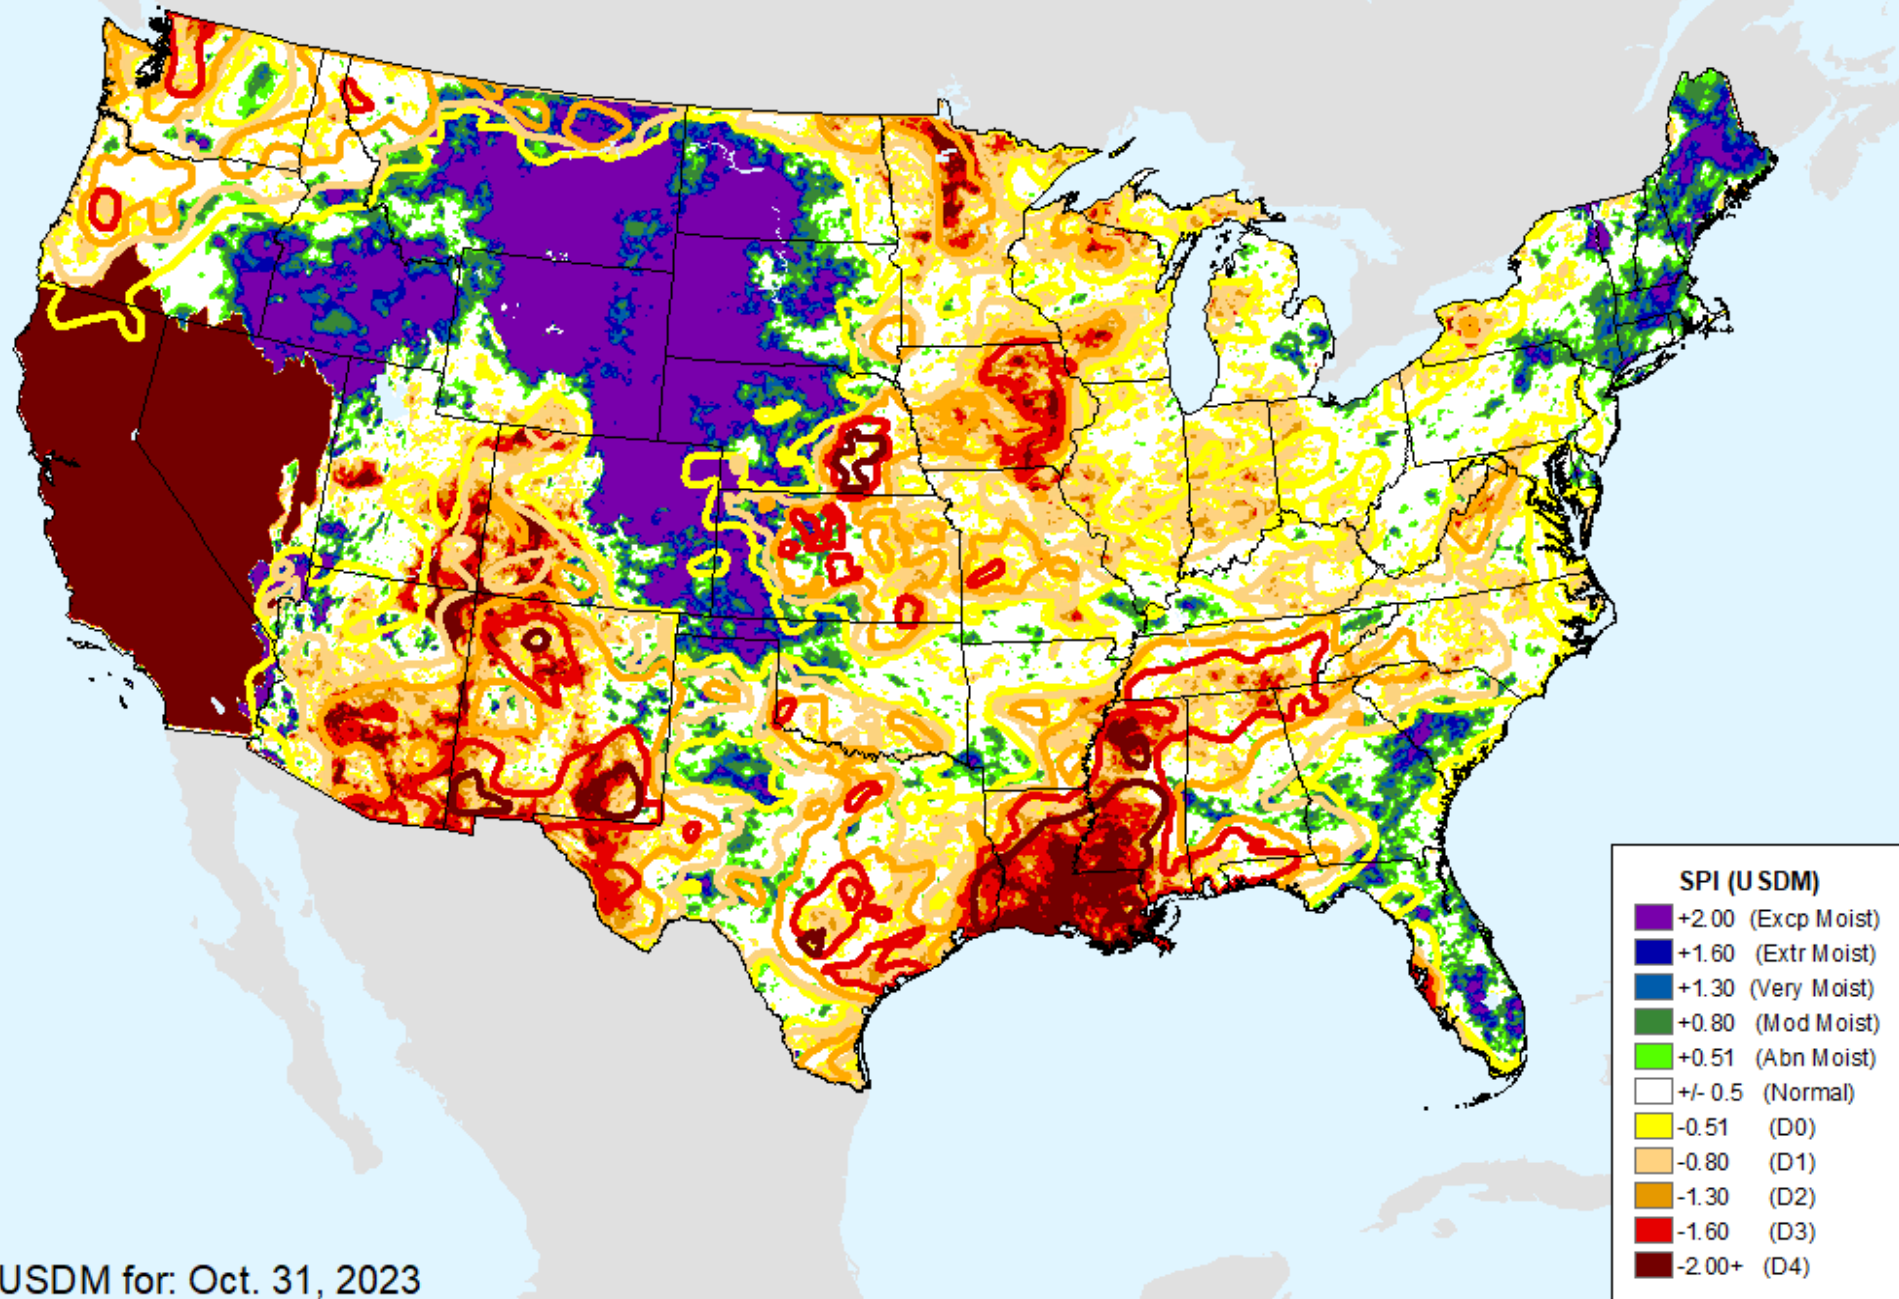 SPI (USDM)
+2.00 (Excp Moist)
+1.60 (Extr Moist)
+1.30 (Very Moist)
+0.80 (Mod Moist)
+0.51 (Abn Moist)
+/- 0.5 (Normal)
-0.51 (D0)
-0.80 (D1)
-1.30 (D2)
-1.60 (D3)
-2.00+ (D4)
USDM for: Oct. 31, 2023